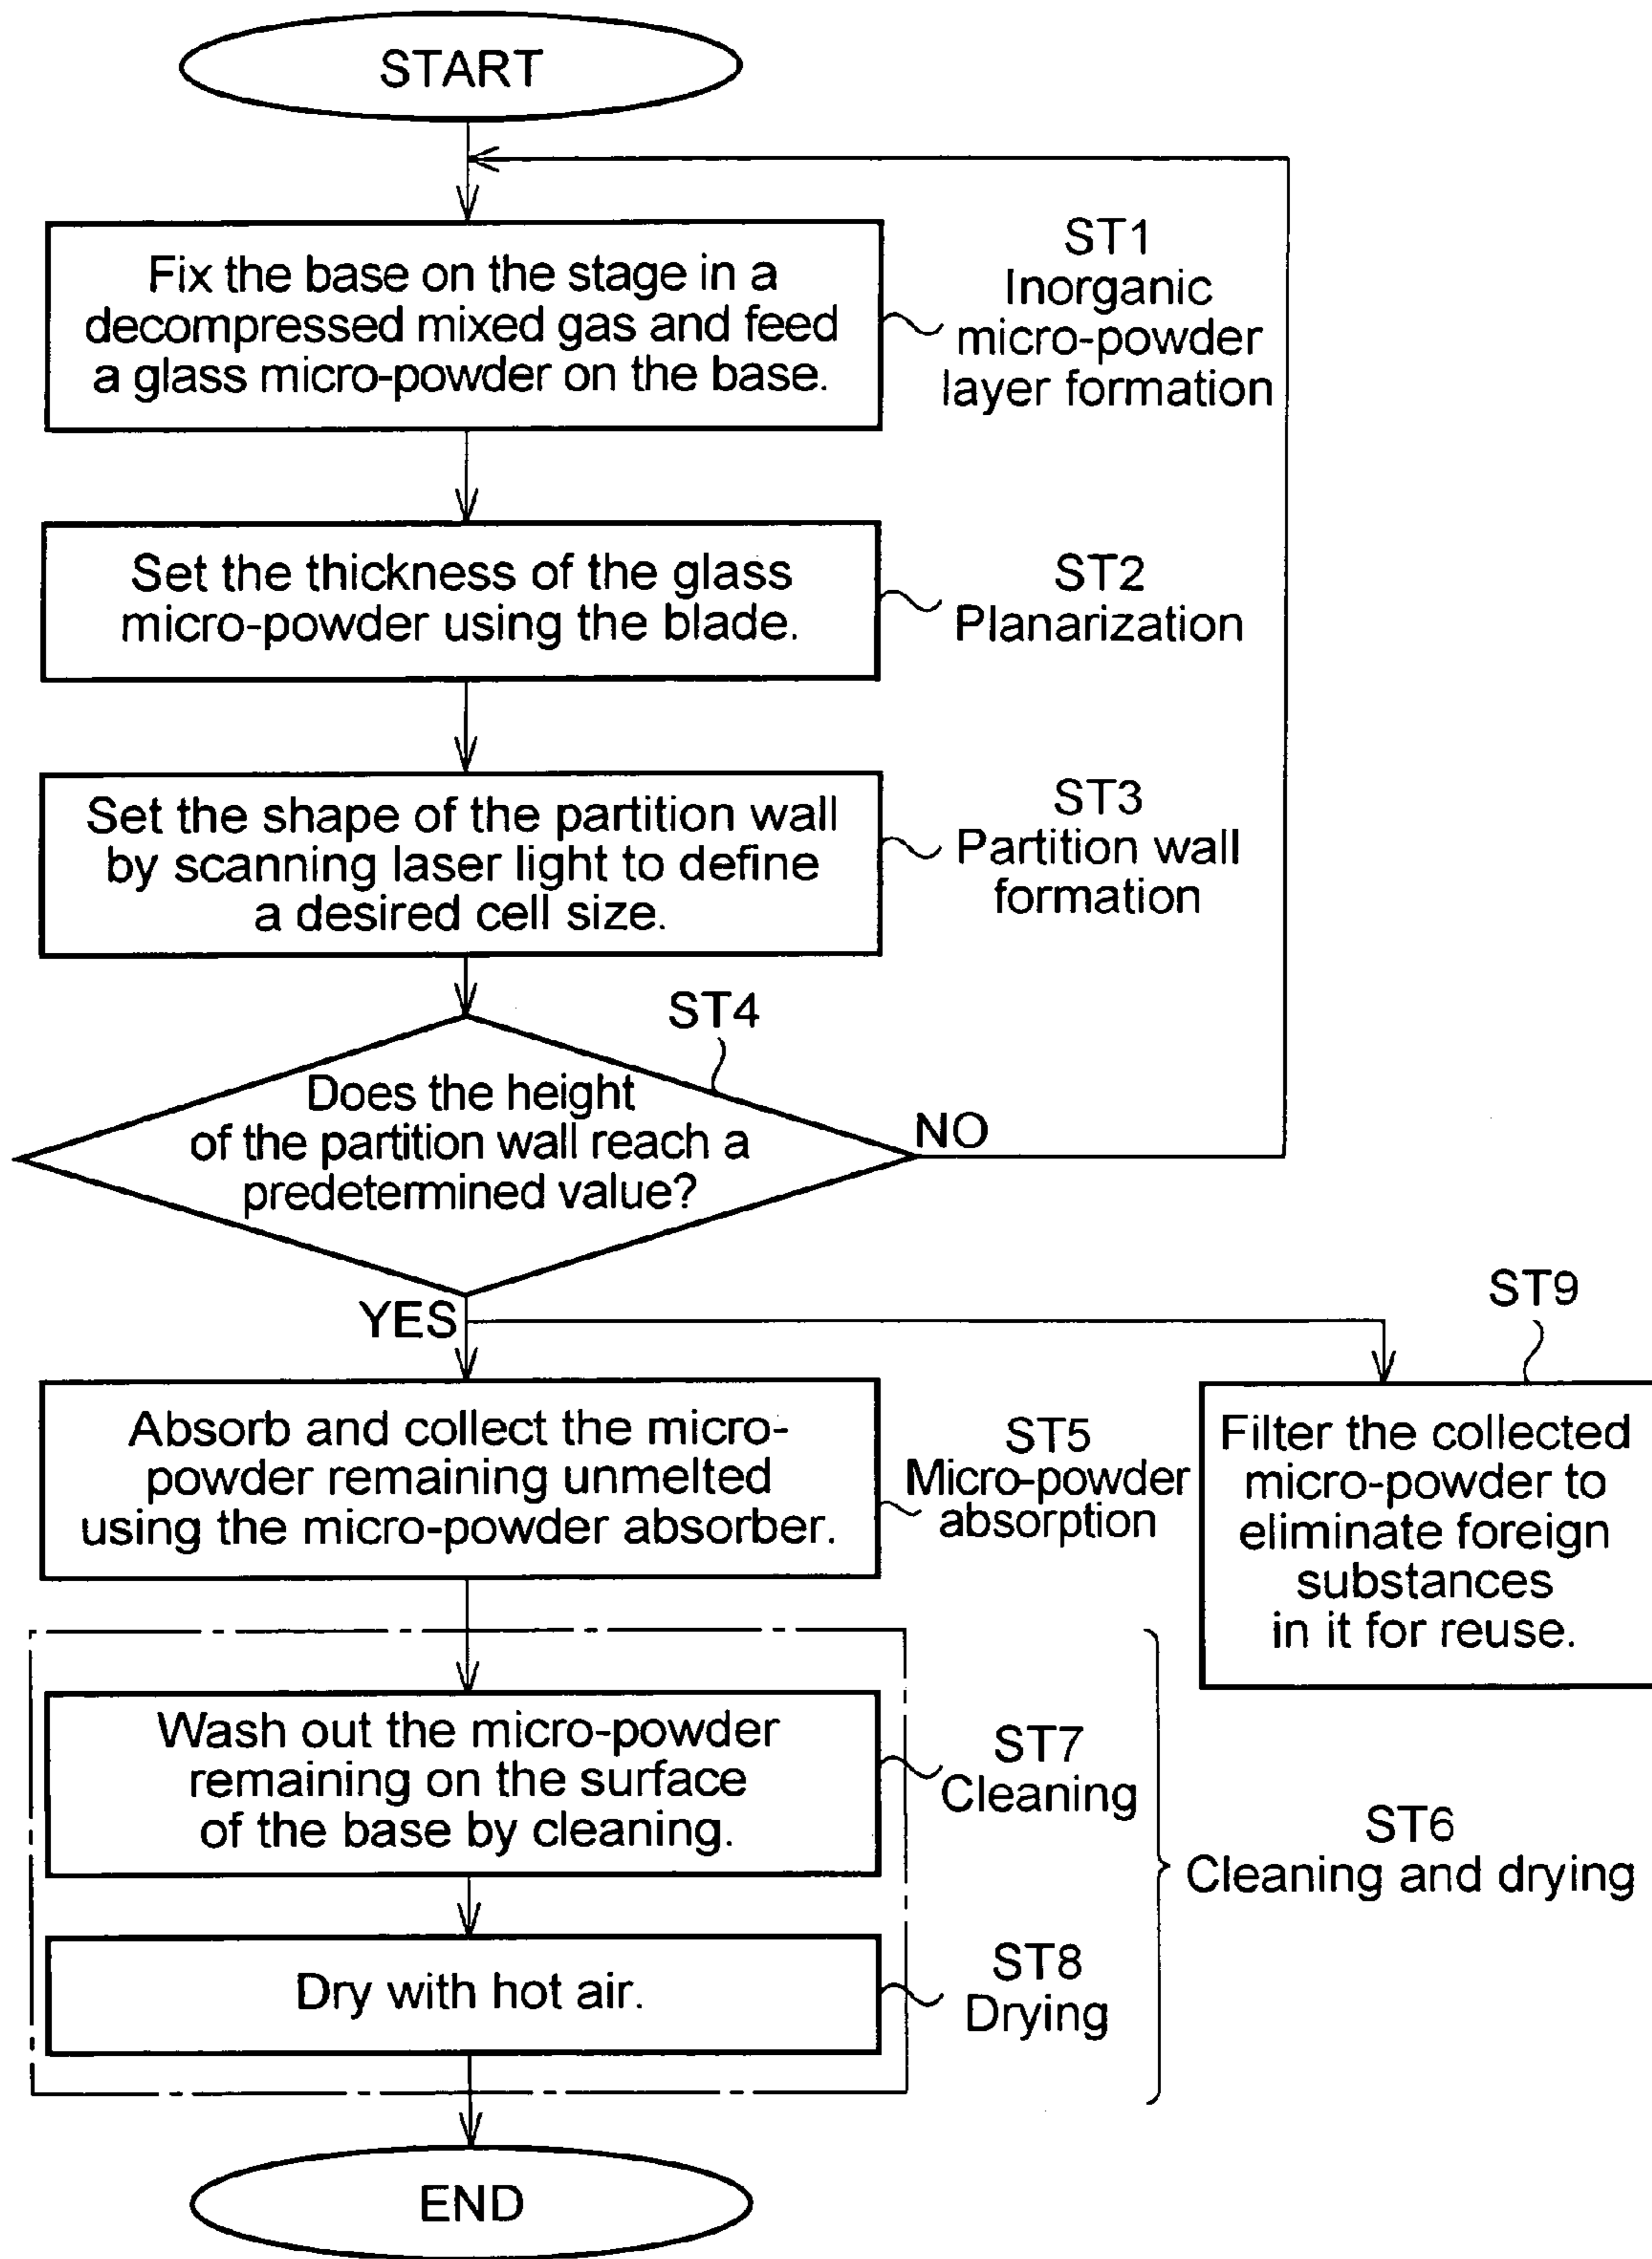 START
Fix the base on the stage in a
decompressed mixed gas and feed
a glass micro-powder on the base.
ST1
Inorganic
micro-powder
layer formation
Set the thickness of the glass
micro-powder using the blade.
ST2
Planarization
Set the shape of the partition wall
by scanning laser light to define
a desired cell size.
ST3
Partition wall
formation
ST4
Does the height
of the partition wall reach a
predetermined value?
NO
YES
ST9
Absorb and collect the micro-
powder remaining unmelted
using the micro-powder absorber.
ST5
Micro-powder
absorption
Filter the collected
micro-powder to
eliminate foreign
substances
in it for reuse.
Wash out the micro-powder
remaining on the surface
of the base by cleaning.
ST7
Cleaning
ST6
Cleaning and drying
Dry with hot air.
ST8
Drying
END